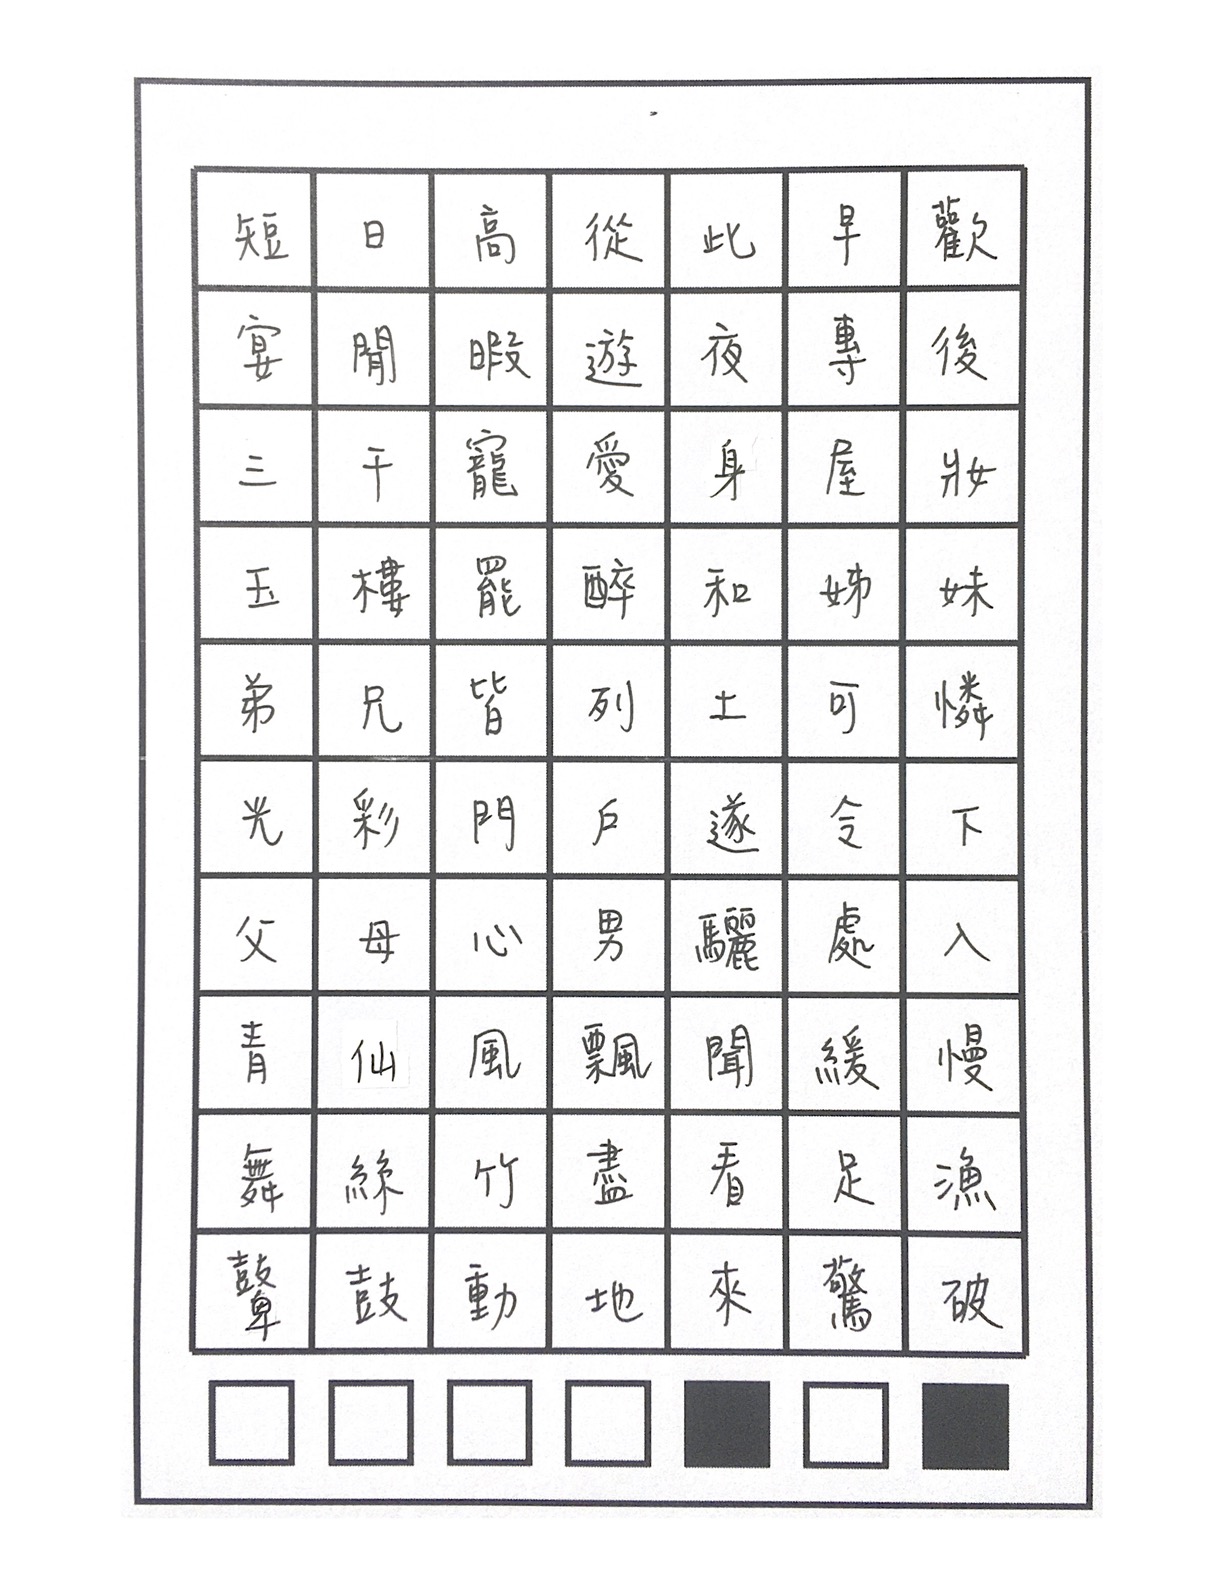 短日高從此早歡
宴閒暇遊夜專後
三千寵愛身屋妝
玉樓罷醉和姊妹
弟兄皆列土可憐
光彩門戶遂令下
父母心男驪處入
青仙風飄聞緩慢
舞絲竹盡看足漁
鼙鼓動地來驚破